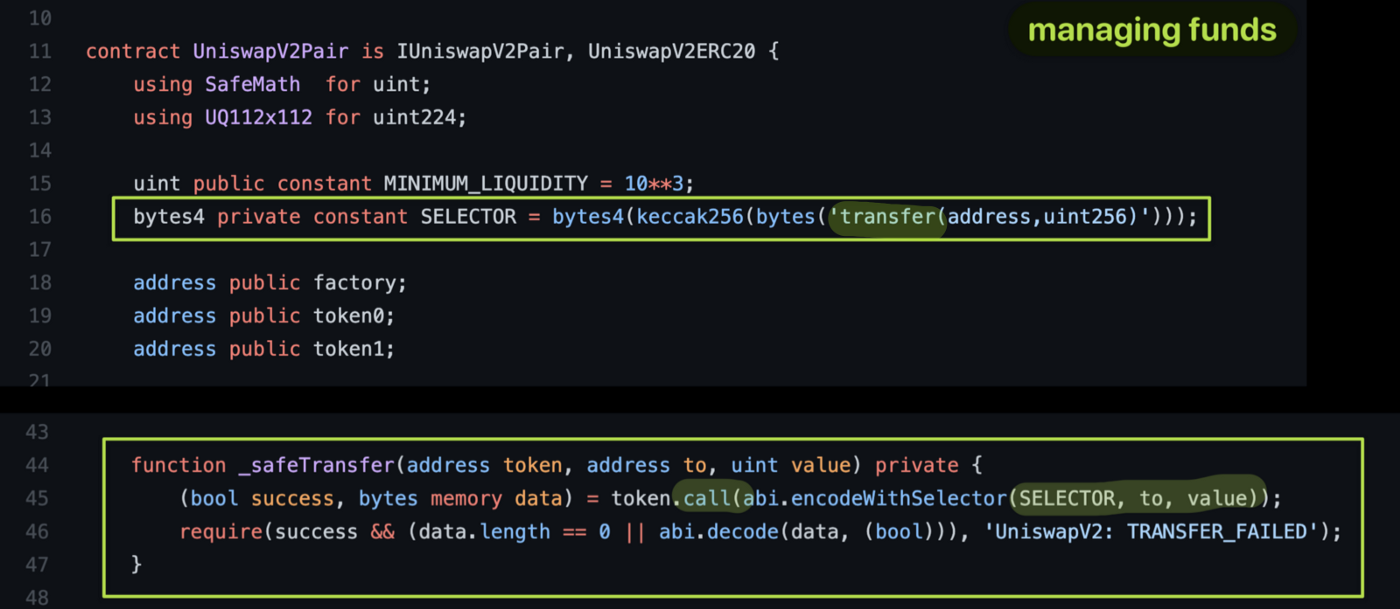 managing funds
10
11 contract UniswapV2Pair is IUniswapV2Pair, UniswapV2ERC20 {
12 using SafeMath  for uint;
13 using UQ112x112 for uint224;
14
15 uint public constant MINIMUM_LIQUIDITY = 10**3;
16 bytes4 private constant SELECTOR = bytes4(keccak256(bytes('transfer(address,uint256)')));
17
18 address public factory;
19 address public token0;
20 address public token1;
21
43
44 function _safeTransfer(address token, address to, uint value) private {
45 (bool success, bytes memory data) = token.call(abi.encodeWithSelector(SELECTOR, to, value));
46 require(success && (data.length == 0 || abi.decode(data, (bool))), 'UniswapV2: TRANSFER_FAILED');
47 }
48